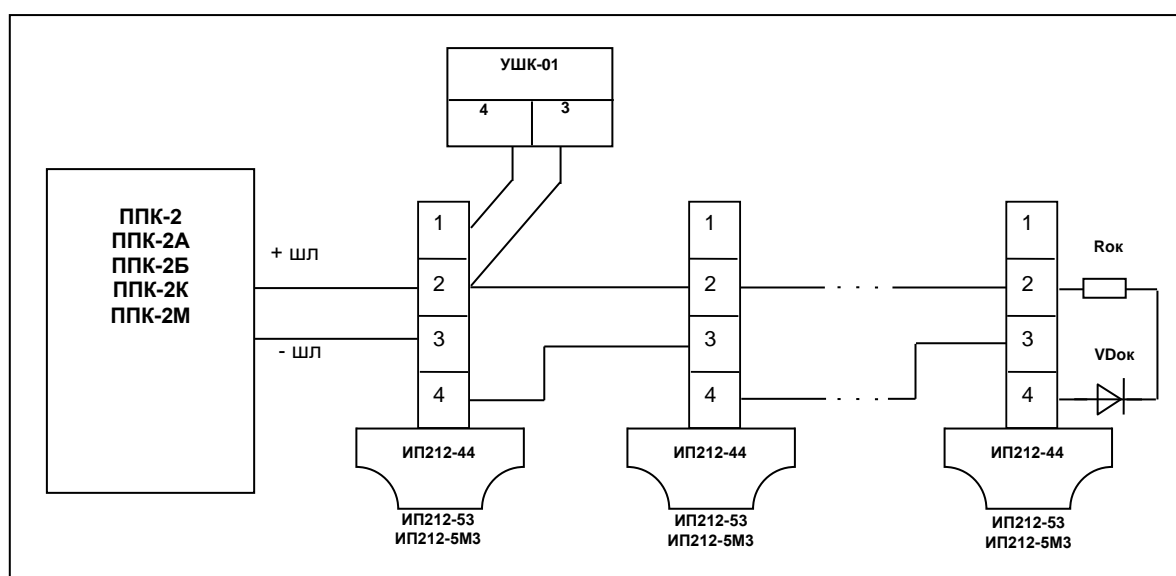 УШК-01
4 3
ППК-2
ППК-2А
ППК-2Б
ППК-2К
ППК-2М
+ шл
- шл
1
2
3
4
ИП212-44
ИП212-53
ИП212-5М3
1
2
3
4
ИП212-44
ИП212-53
ИП212-5М3
1
2
3
4
ИП212-44
ИП212-53
ИП212-5М3
Rок
VDок